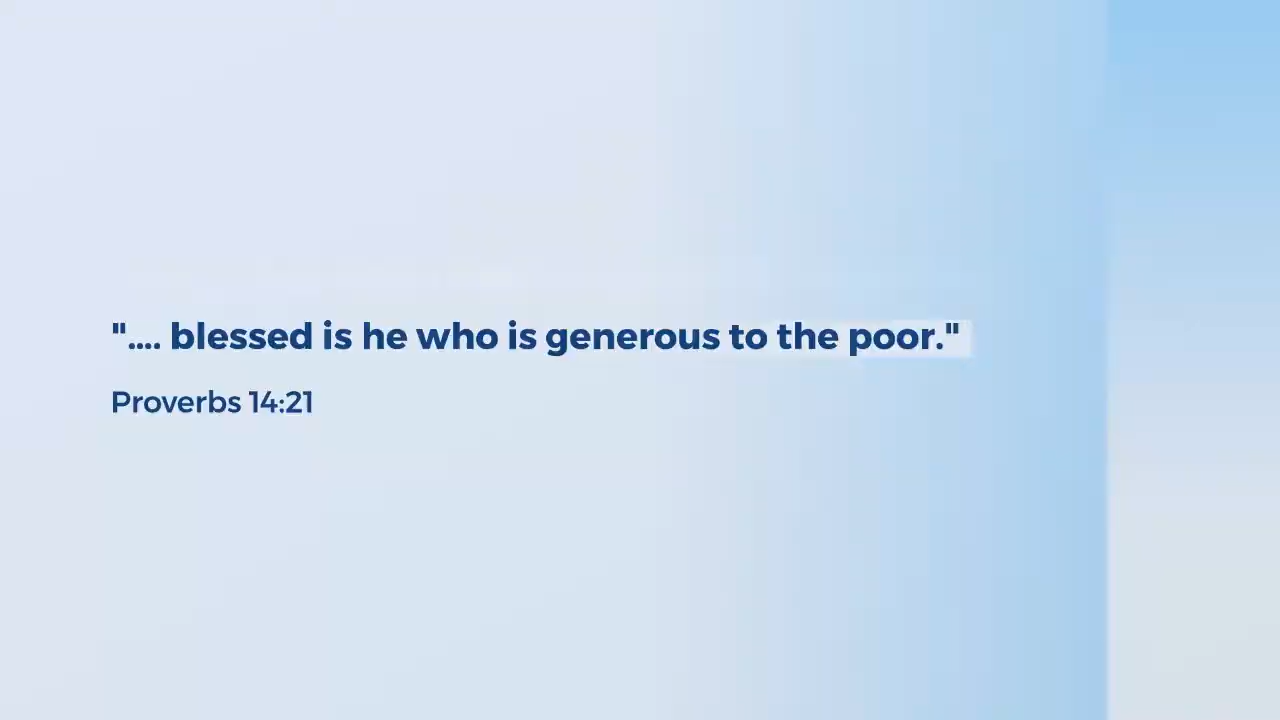 ".... blessed is he who is generous to the poor."
Proverbs 14:21